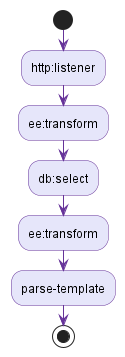 http:listener
ee:transform
db:select
ee:transform
parse-template